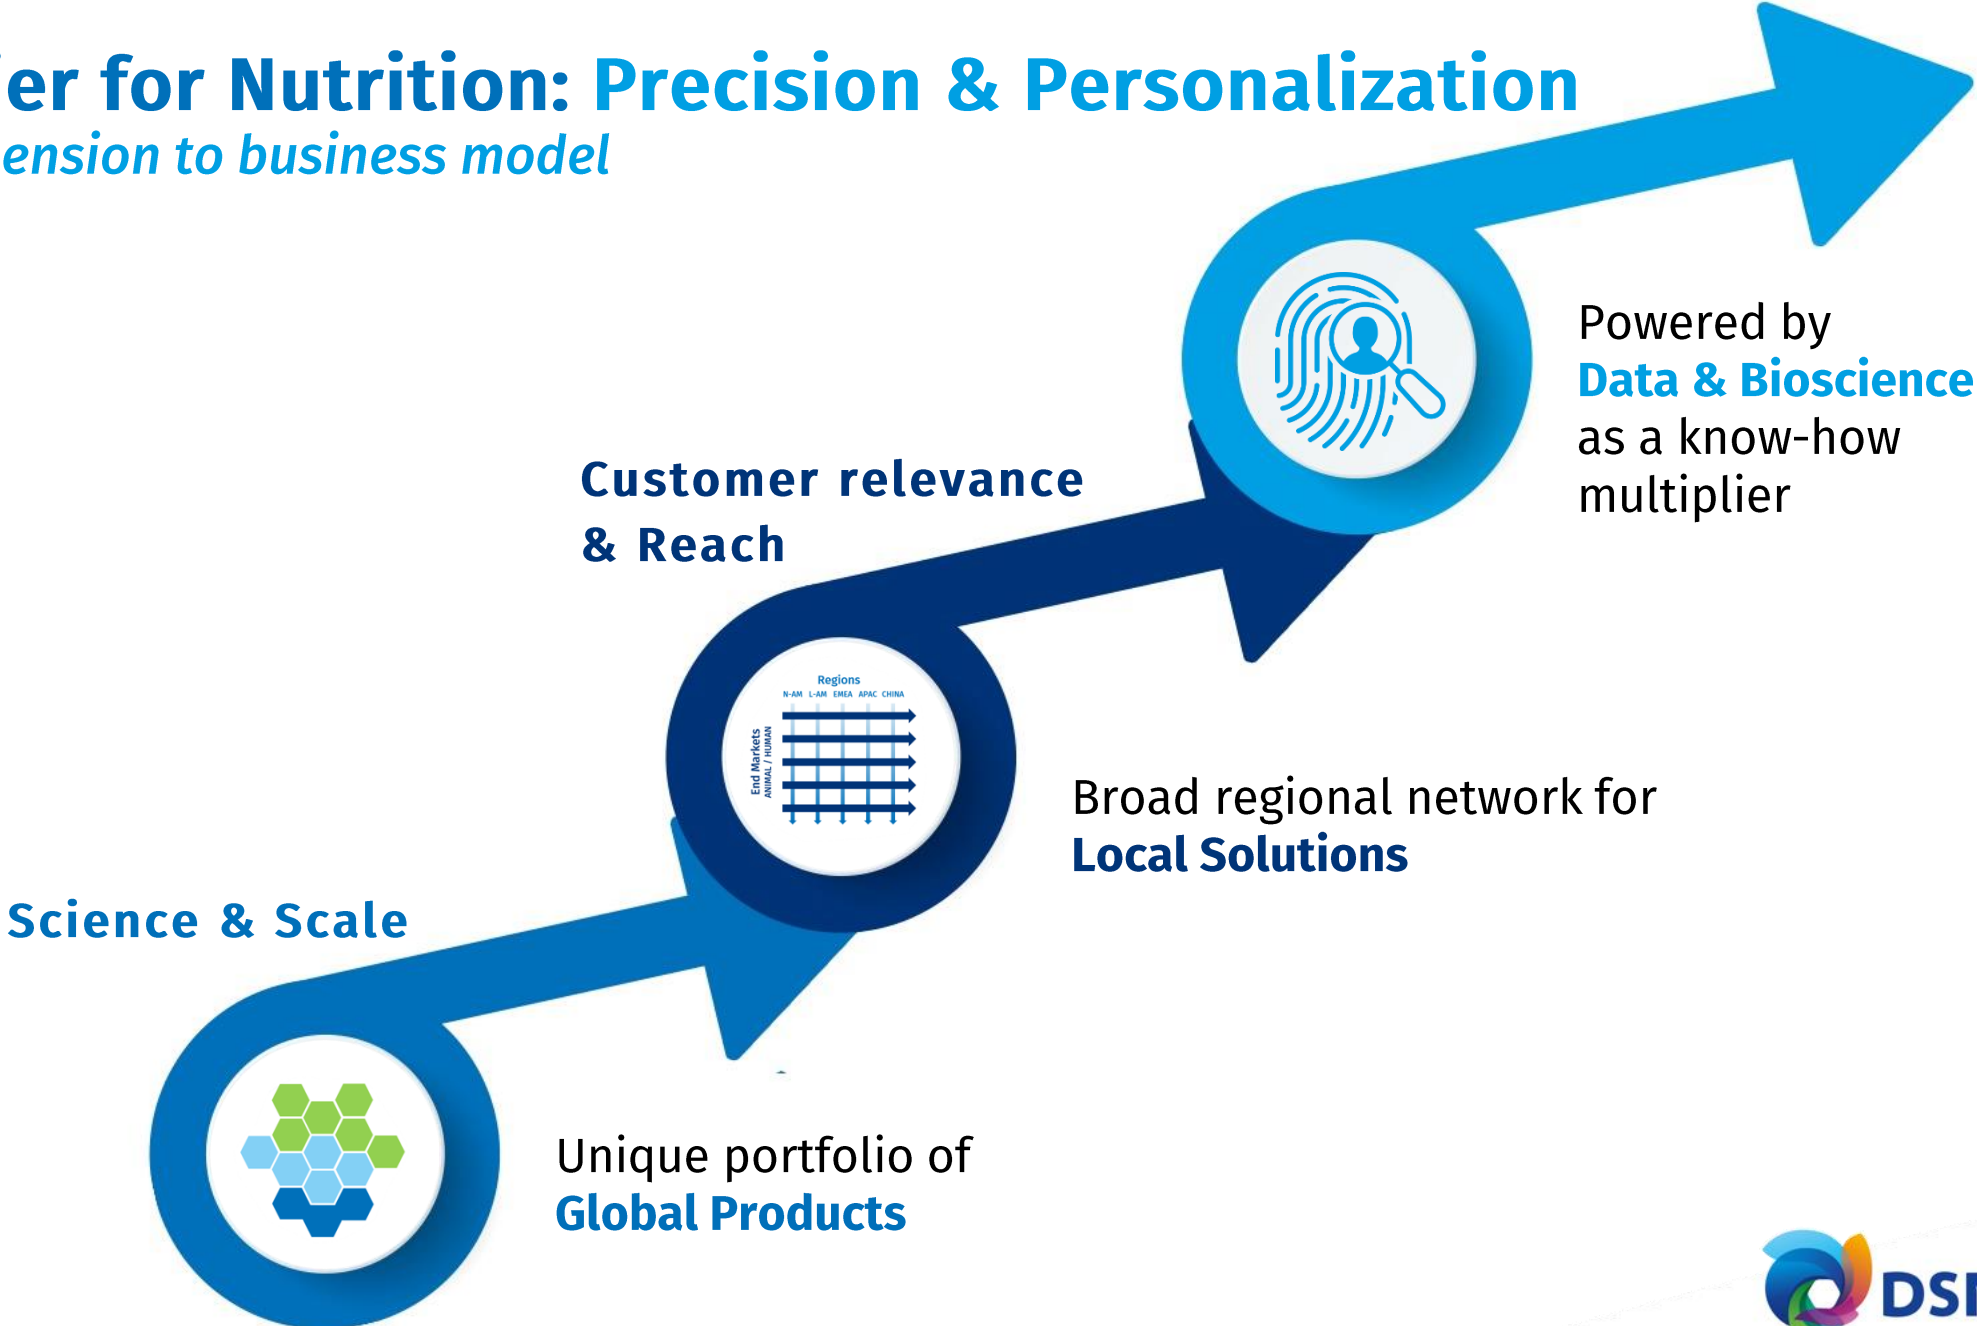 er for Nutrition: Precision & Personalization
ension to business model
Powered by
Data & Bioscience
as a know-how
multiplier
Customer relevance
& Reach
Regions
N-AM L-AM EMEA APAC CHINA
End Markets
ANIMAL / HUMAN
Broad regional network for
Local Solutions
Science & Scale
Unique portfolio of
Global Products
DS